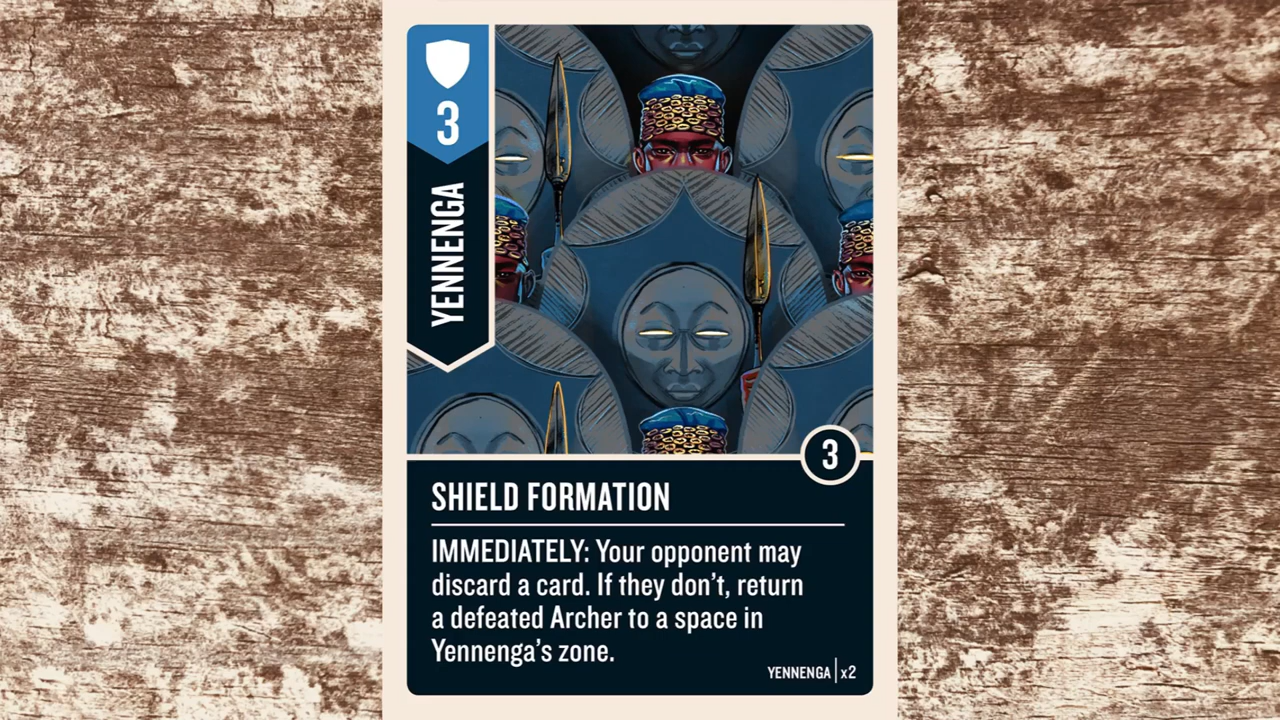 3
YENNENGA
3
SHIELD FORMATION
IMMEDIATELY: Your opponent may
discard a card. If they don’t, return
a defeated Archer to a space in
Yennenga’s zone.
YENNENGA | x2